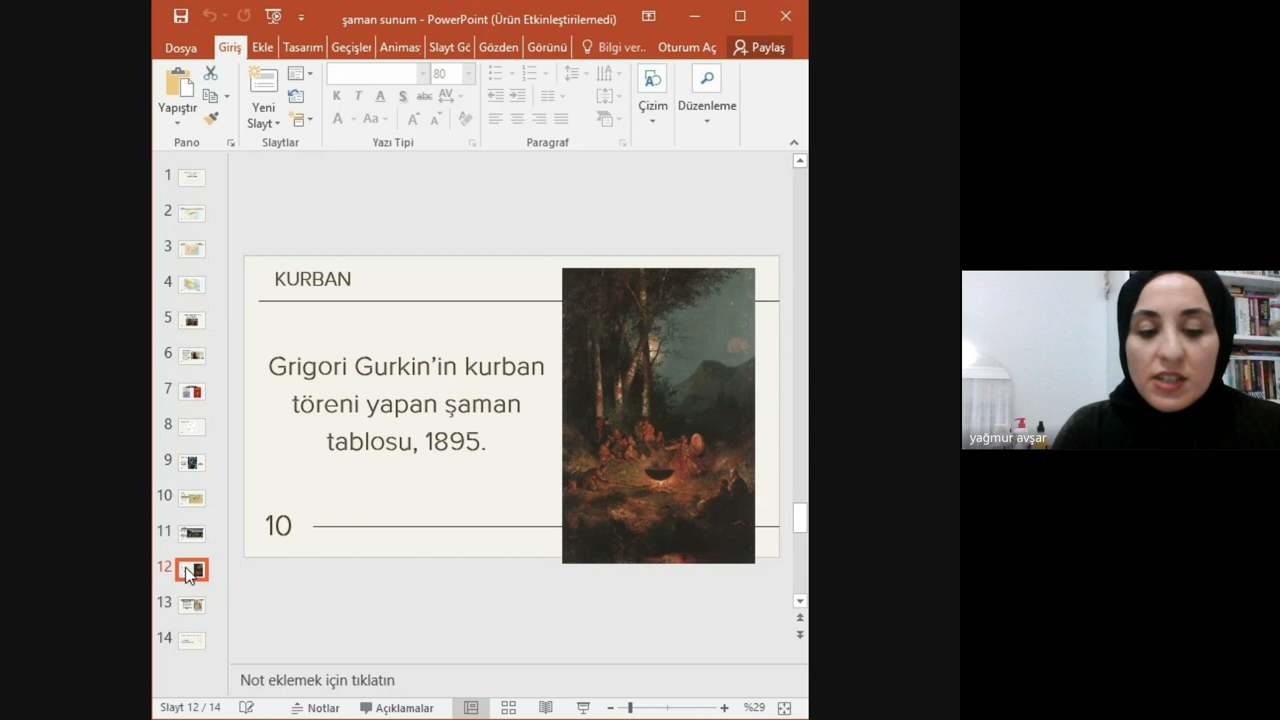 şaman sunum - PowerPoint (Ürün Etkinleştirilemedi)
Dosya Giriş Ekle Tasarım Geçişler Animas Slayt Gö Gözden Görünü Bilgi ver.. Oturum Aç Paylaş
80
K T A S abc AV
A Aa A A
Yapıştır
Yeni
Slayt
Çizim
Düzenleme
Pano Slaytlar Yazı Tipi Paragraf
1
2
3
4
5
6
7
8
9
10
11
12
13
14
KURBAN
Grigori Gurkin’in kurban
töreni yapan şaman
tablosu, 1895.
10
Not eklemek için tıklatın
Slayt 12 / 14 Notlar Açıklamalar %29
yağmur avşar